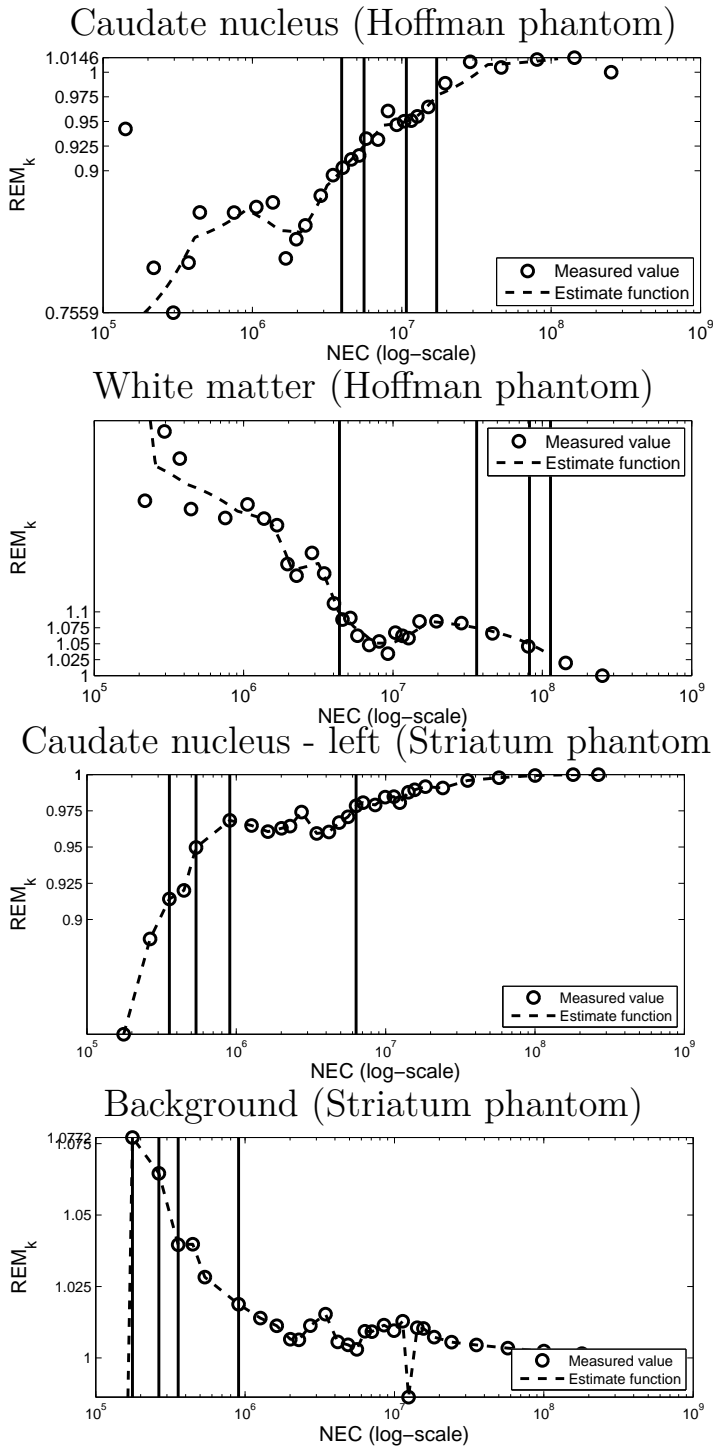 Caudate nucleus (Hoffman phantom)
1.0146
1
0.975
0.95
0.925
0.9
0.7559
REM_k
Measured value
Estimate function
10^5 10^6 10^7 10^8 10^9
NEC (log−scale)
White matter (Hoffman phantom)
Measured value
Estimate function
REM_k
1.1
1.075
1.05
1.025
1
10^5 10^6 10^7 10^8 10^9
NEC (log−scale)
Caudate nucleus - left (Striatum phantom
1
0.975
0.95
0.925
0.9
REM_k
Measured value
Estimate function
10^5 10^6 10^7 10^8 10^9
NEC (log−scale)
Background (Striatum phantom)
1.0772
1.075
1.05
1.025
1
REM_k
Measured value
Estimate function
10^5 10^6 10^7 10^8 10^9
NEC (log−scale)